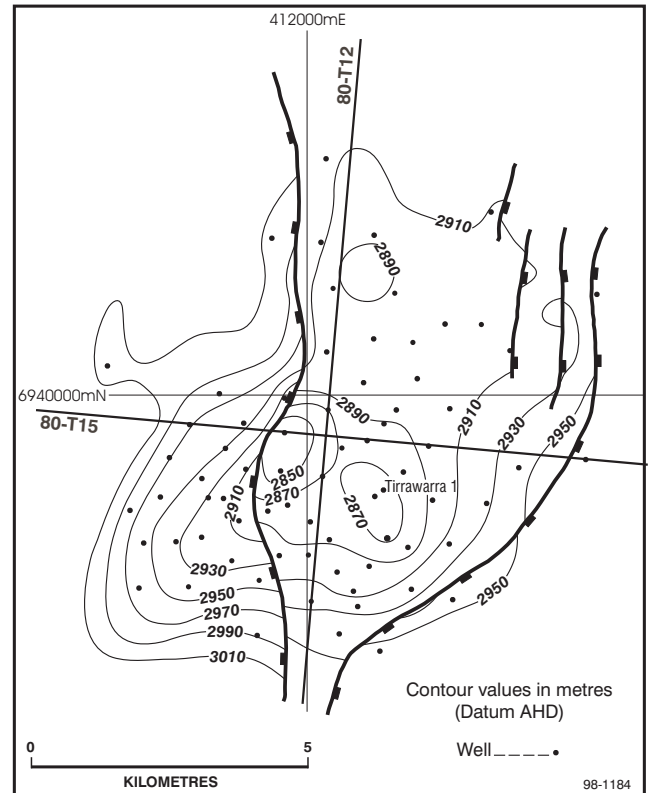 412000mE
80-T12
2910
2890
6940000mN
2890
2910
2930
2950
80-T15
2850
2870
2910
Tirrawarra 1
2870
2930
2950
2950
2970
2990
3010
Contour values in metres
(Datum AHD)
Well
0 5
KILOMETRES
98-1184